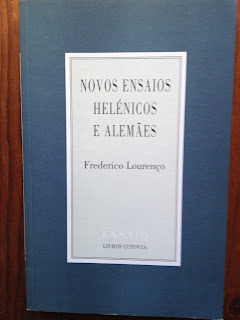 NOVOS ENSAIOS
HELÉNICOS
E ALEMÃES
Frederico Lourenço
ENSAIO
LIVROS COTOVIA